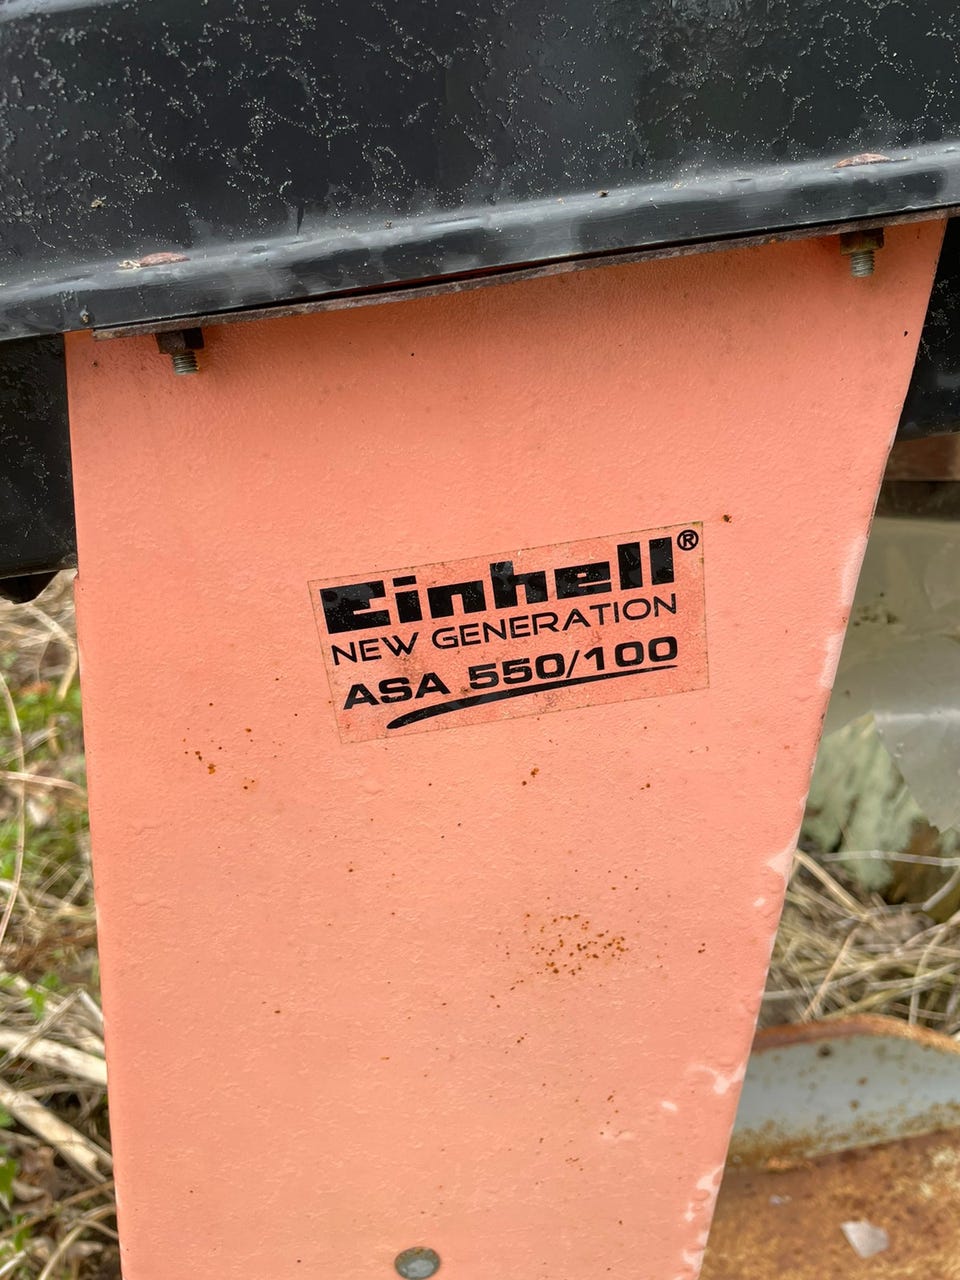 Einhell®
NEW GENERATION
ASA 550/100